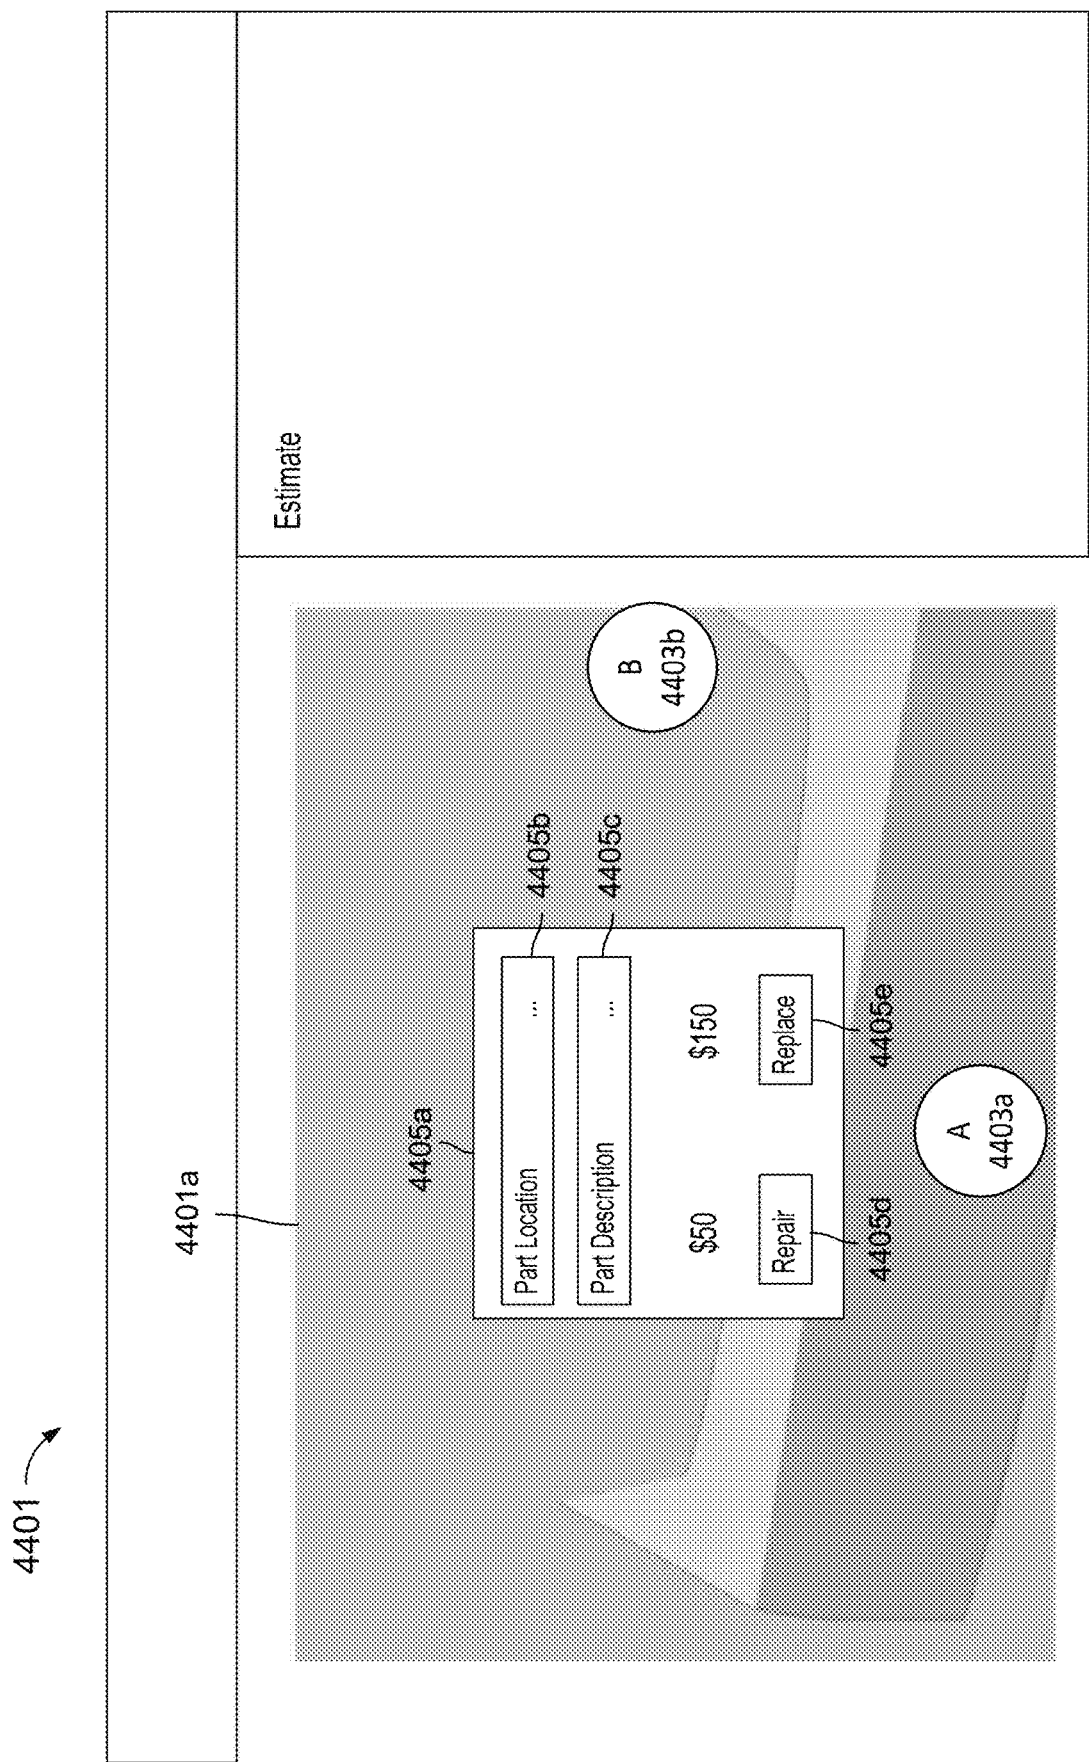 4401
4401a
Estimate
4405a
Part Location ...
4405b
Part Description ...
4405c
$50
$150
Repair
Replace
4405d
4405e
B
4403b
A
4403a